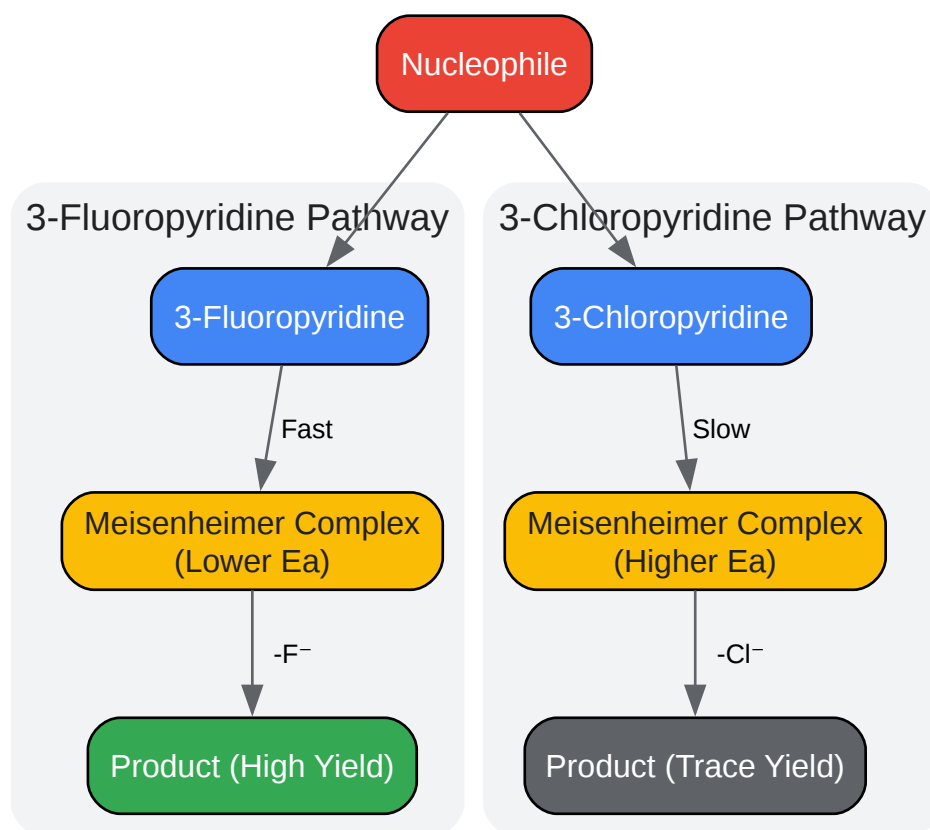 Nucleophile
3-Fluoropyridine Pathway
3-Fluoropyridine
Fast
Meisenheimer Complex
(Lower Ea)
-F⁻
Product (High Yield)
3-Chloropyridine Pathway
3-Chloropyridine
Slow
Meisenheimer Complex
(Higher Ea)
-Cl⁻
Product (Trace Yield)